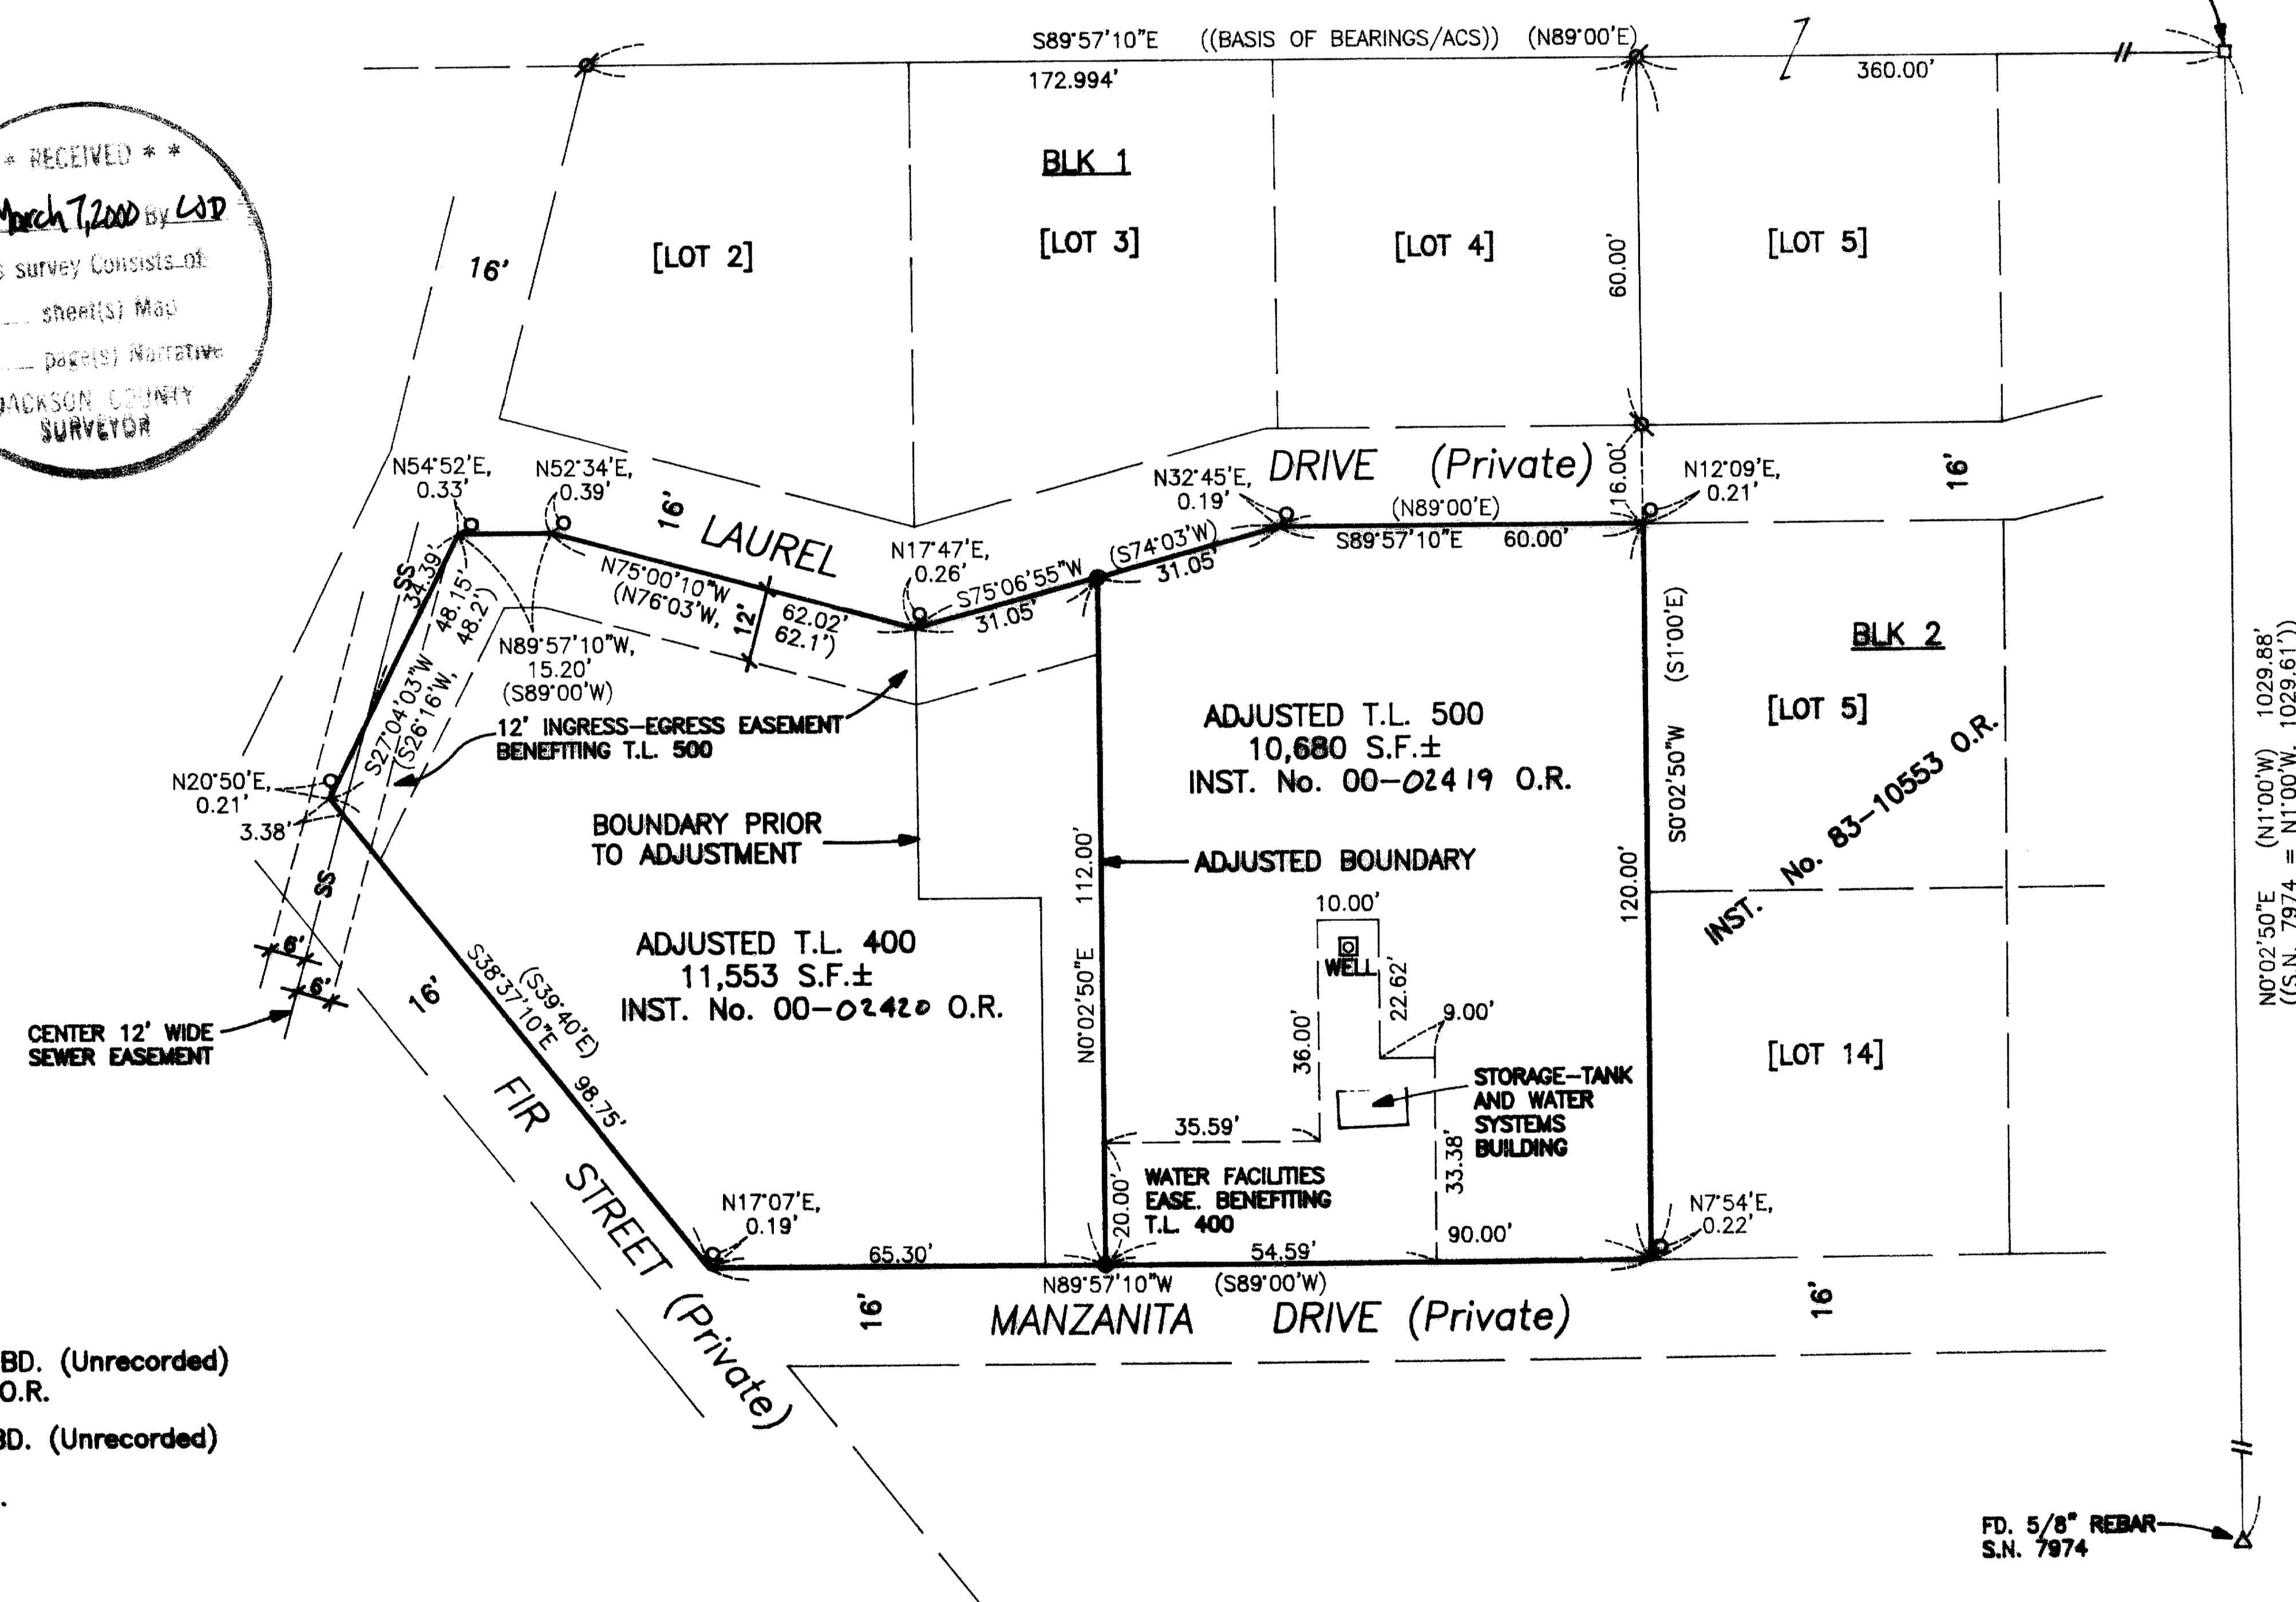 S89°57'10"E ((BASIS OF BEARINGS/ACS)) (N89°00'E)
172.994'
360.00'
* RECEIVED * *
March 7, 2000 By
survey Consists of
sheet(s) Map
page(s) Narrative
JACKSON COUNTY
SURVEYOR
BLK 1
[LOT 2]
[LOT 3]
[LOT 4]
[LOT 5]
16'
60.00'
N54°52'E,
0.33'
N52°34'E,
0.39'
16'
LAUREL
DRIVE (Private)
N32°45'E,
0.19'
(N89°00'E)
S89°57'10"E 60.00'
16.00'
N12°09'E,
0.21'
16'
N17°47'E,
0.26'
S75°06'55"W
(S74°03'W)
31.05'
31.05'
N75°00'10"W
(N76°03'W,
62.02'
62.1')
12'
SS
34.39'
48.15'
48.2')
S27°04'03"W
(S26°16'W,
N89°57'10"W,
15.20'
(S89°00'W)
12' INGRESS-EGRESS EASEMENT
BENEFITING T.L. 500
N20°50'E,
0.21'
3.38'
SS
6'
6'
CENTER 12' WIDE
SEWER EASEMENT
BOUNDARY PRIOR
TO ADJUSTMENT
ADJUSTED T.L. 400
11,553 S.F.±
INST. No. 00-02420 O.R.
ADJUSTED T.L. 500
10,680 S.F.±
INST. No. 00-02419 O.R.
ADJUSTED BOUNDARY
112.00'
N0°02'50"E
20.00'
(S1°00'E)
S0°02'50"W
120.00'
BLK 2
[LOT 5]
INST. No. 83-10553 O.R.
[LOT 14]
N0°02'50"E (N1°00'W) 1029.88'
((S.N. 7974 = N1°00'W, 1029.61'))
10.00'
WELL
22.62'
36.00'
9.00'
STORAGE-TANK
AND WATER
SYSTEMS
BUILDING
35.59'
33.38'
WATER FACILITIES
EASE. BENEFITING
T.L. 400
16'
S38°37'10"E
(S39°40'E)
98.75'
FIR STREET (Private)
N17°07'E,
0.19'
65.30'
54.59'
90.00'
N7°54'E,
0.22'
N89°57'10"W (S89°00'W)
16'
MANZANITA DRIVE (Private)
16'
BD. (Unrecorded)
O.R.
BD. (Unrecorded)
FD. 5/8" REBAR
S.N. 7974